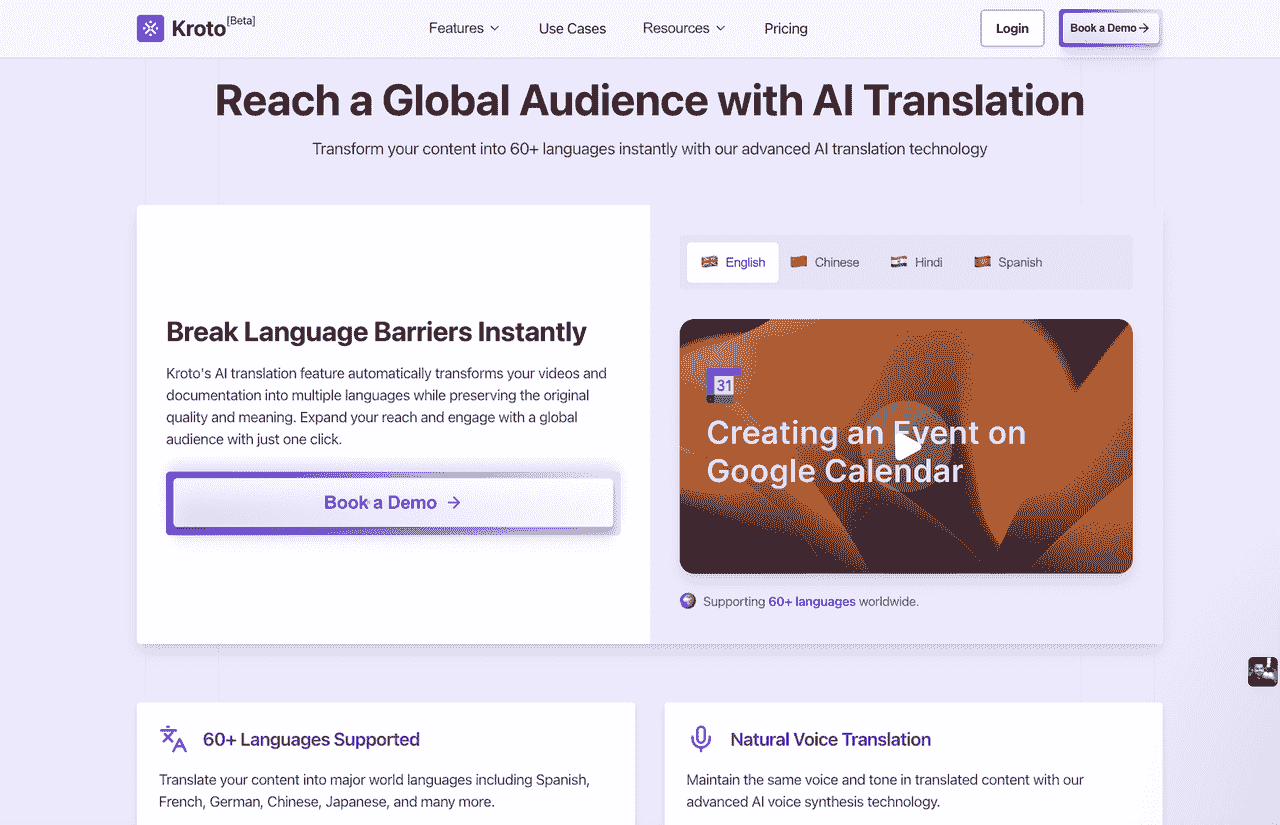 Kroto[Beta]
Features
Use Cases
Resources
Pricing
Login
Book a Demo
Reach a Global Audience with AI Translation
Transform your content into 60+ languages instantly with our advanced AI translation technology
Break Language Barriers Instantly
Kroto's AI translation feature automatically transforms your videos and
documentation into multiple languages while preserving the original
quality and meaning. Expand your reach and engage with a global
audience with just one click.
Book a Demo
English
Chinese
Hindi
Spanish
31
Creating an Event on
Google Calendar
Supporting 60+ languages worldwide.
60+ Languages Supported
Translate your content into major world languages including Spanish,
French, German, Chinese, Japanese, and many more.
Natural Voice Translation
Maintain the same voice and tone in translated content with our
advanced AI voice synthesis technology.